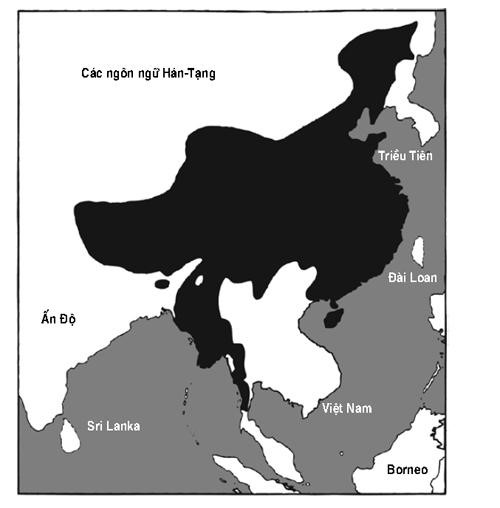 Các ngôn ngữ Hán-Tạng
Triều Tiên
Đài Loan
Ấn Độ
Việt Nam
Sri Lanka
Borneo